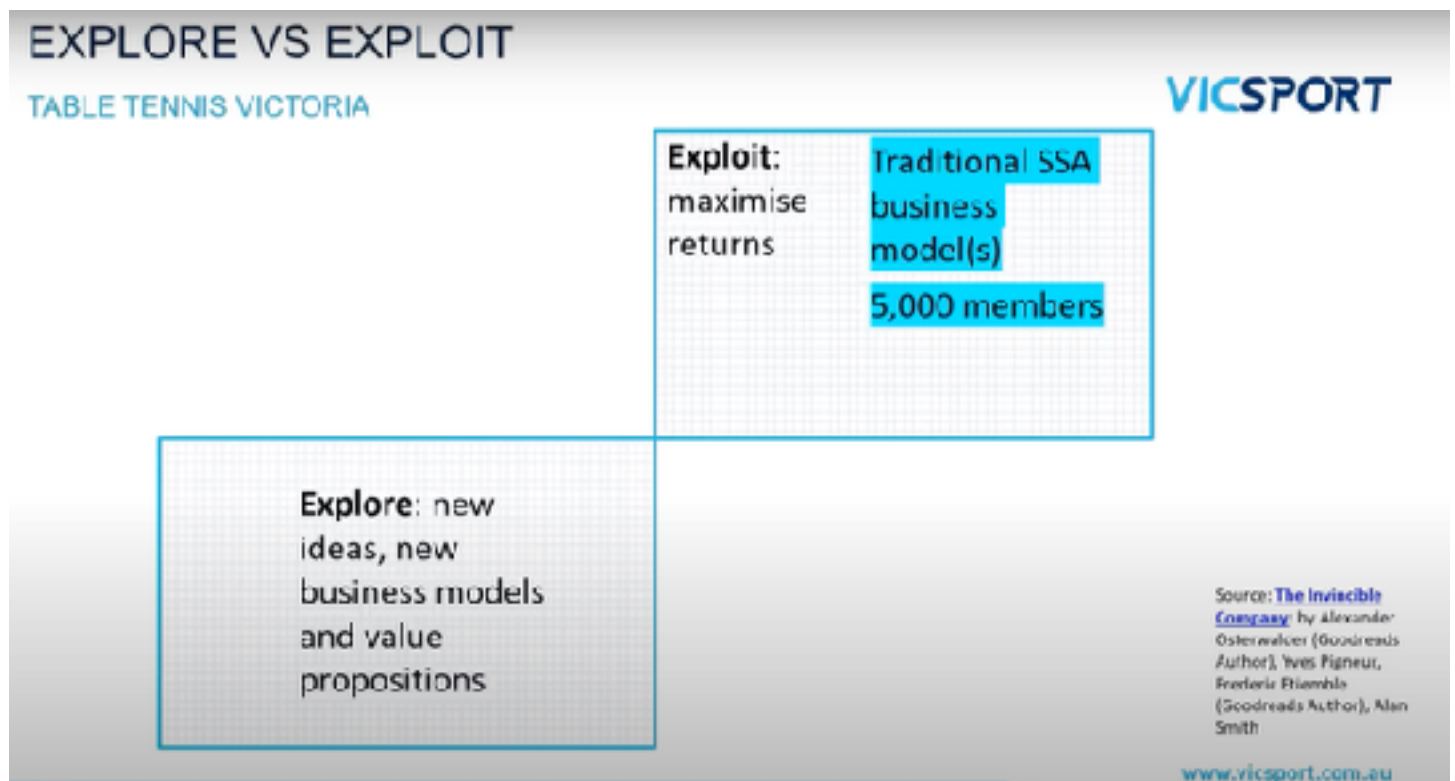 EXPLORE VS EXPLOIT
TABLE TENNIS VICTORIA
VICSPORT
Exploit:
maximise
returns
Traditional SSA
business
model(s)
5,000 members
Explore: new
ideas, new
business models
and value
propositions
Source: The Invincible
Company: by Alexander
Osterwalder (Goodreads
Author), Yves Pigneur,
Frederic Etiemble
(Goodreads Author), Alan
Smith
www.vicsport.com.au